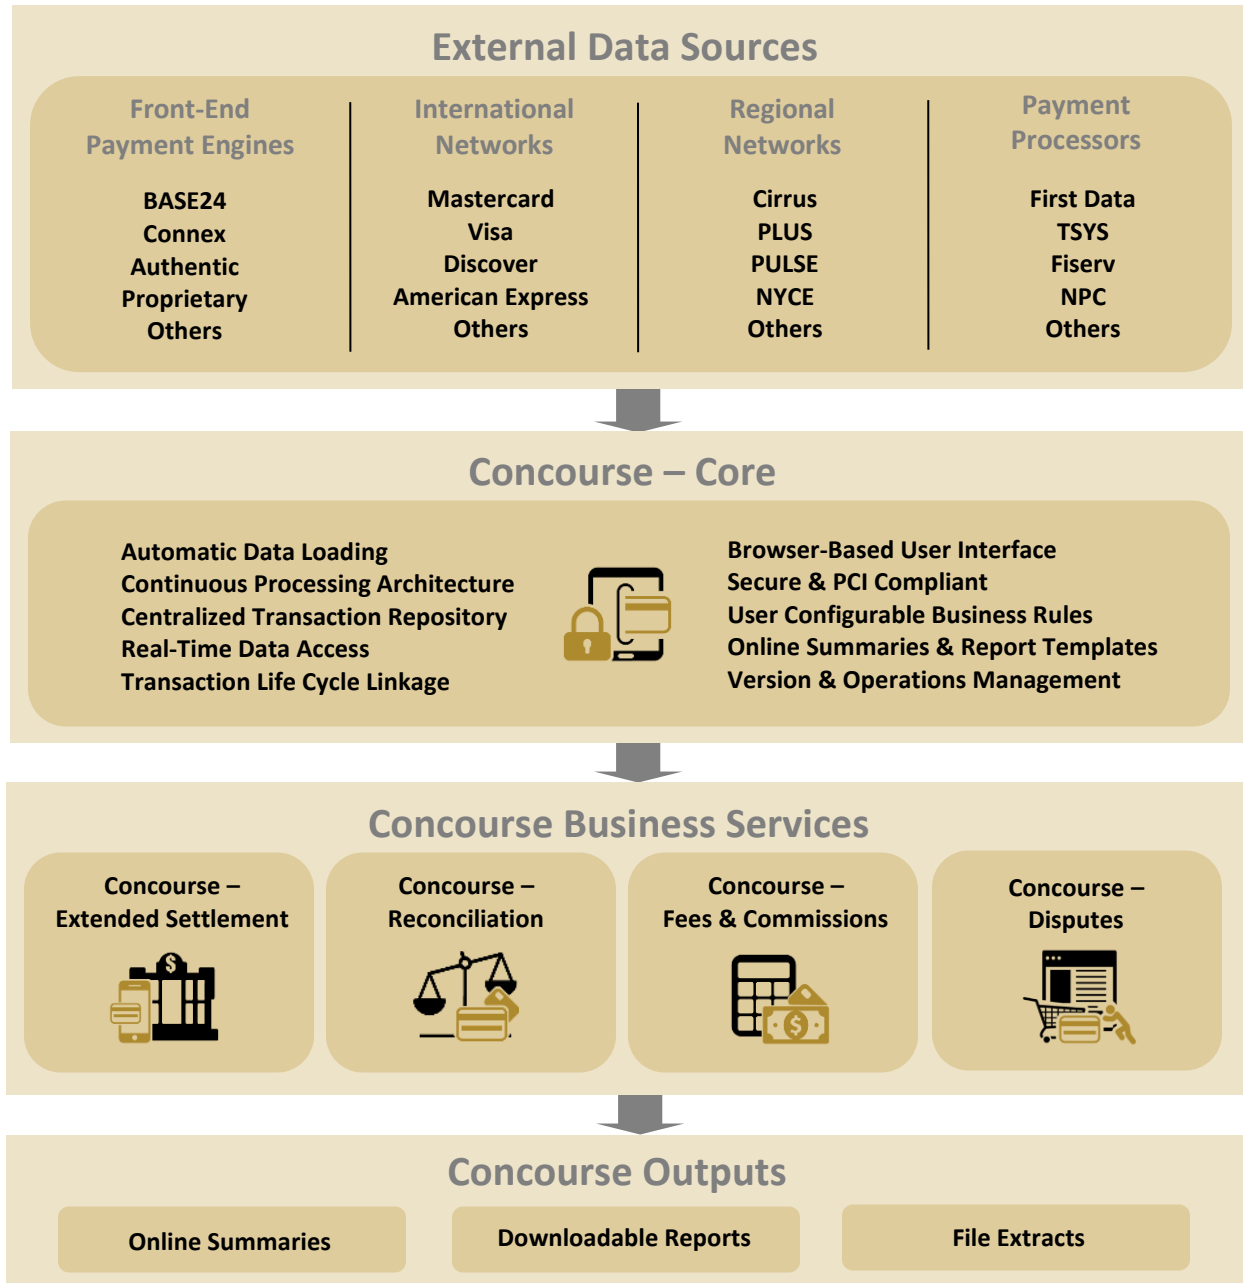 External Data Sources
Front-End
Payment Engines
BASE24
Connex
Authentic
Proprietary
Others
International
Networks
Mastercard
Visa
Discover
American Express
Others
Regional
Networks
Cirrus
PLUS
PULSE
NYCE
Others
Payment
Processors
First Data
TSYS
Fiserv
NPC
Others
Concourse – Core
Automatic Data Loading
Continuous Processing Architecture
Centralized Transaction Repository
Real-Time Data Access
Transaction Life Cycle Linkage
Browser-Based User Interface
Secure & PCI Compliant
User Configurable Business Rules
Online Summaries & Report Templates
Version & Operations Management
Concourse Business Services
Concourse –
Extended Settlement
$
Concourse –
Reconciliation
Concourse –
Fees & Commissions
$
Concourse –
Disputes
Concourse Outputs
Online Summaries
Downloadable Reports
File Extracts